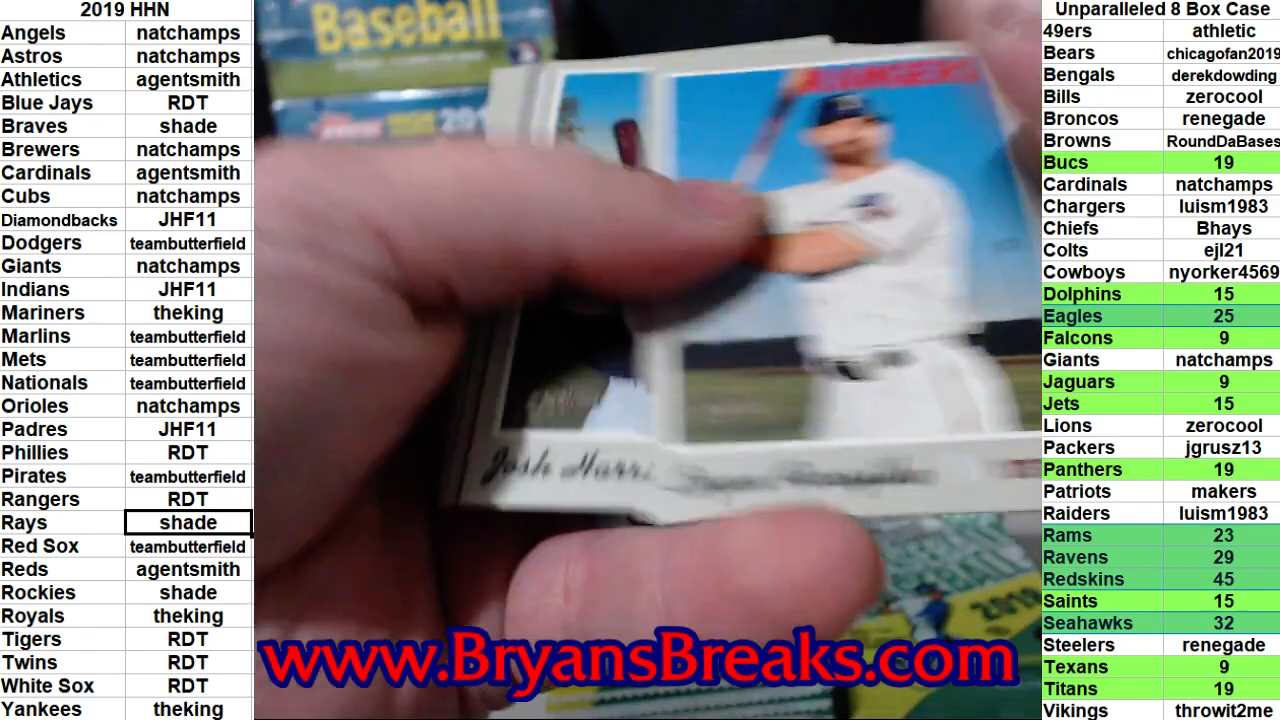 2019 HHN
Angels natchamps
Astros natchamps
Athletics agentsmith
Blue Jays RDT
Braves shade
Brewers natchamps
Cardinals agentsmith
Cubs natchamps
Diamondbacks JHF11
Dodgers teambutterfield
Giants natchamps
Indians JHF11
Mariners theking
Marlins teambutterfield
Mets teambutterfield
Nationals teambutterfield
Orioles natchamps
Padres JHF11
Phillies RDT
Pirates teambutterfield
Rangers RDT
Rays shade
Red Sox teambutterfield
Reds agentsmith
Rockies shade
Royals theking
Tigers RDT
Twins RDT
White Sox RDT
Yankees theking
Baseball
RANGERS
Josh Harri
www.BryansBreaks.com
Unparalleled 8 Box Case
49ers athletic
Bears chicagofan2019
Bengals derekdowding
Bills zerocool
Broncos renegade
Browns RoundDaBases
Bucs 19
Cardinals natchamps
Chargers luism1983
Chiefs Bhays
Colts ejl21
Cowboys nyorker4569
Dolphins 15
Eagles 25
Falcons 9
Giants natchamps
Jaguars 9
Jets 15
Lions zerocool
Packers jgrusz13
Panthers 19
Patriots makers
Raiders luism1983
Rams 23
Ravens 29
Redskins 45
Saints 15
Seahawks 32
Steelers renegade
Texans 9
Titans 19
Vikings throwit2me